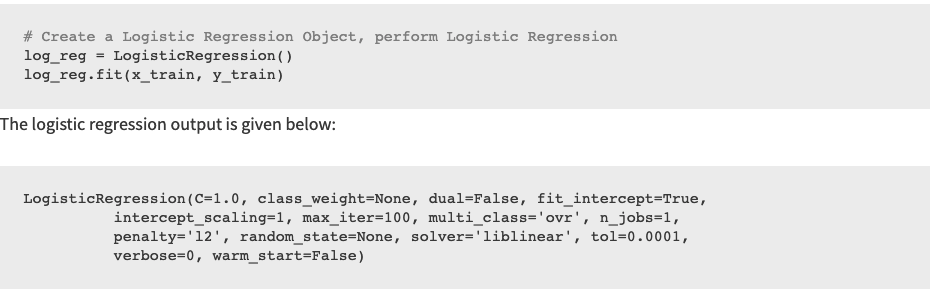 # Create a Logistic Regression Object, perform Logistic Regression
log_reg = LogisticRegression()
log_reg.fit(x_train, y_train)
The logistic regression output is given below:
LogisticRegression(C=1.0, class_weight=None, dual=False, fit_intercept=True,
intercept_scaling=1, max_iter=100, multi_class='ovr', n_jobs=1,
penalty='l2', random_state=None, solver='liblinear', tol=0.0001,
verbose=0, warm_start=False)